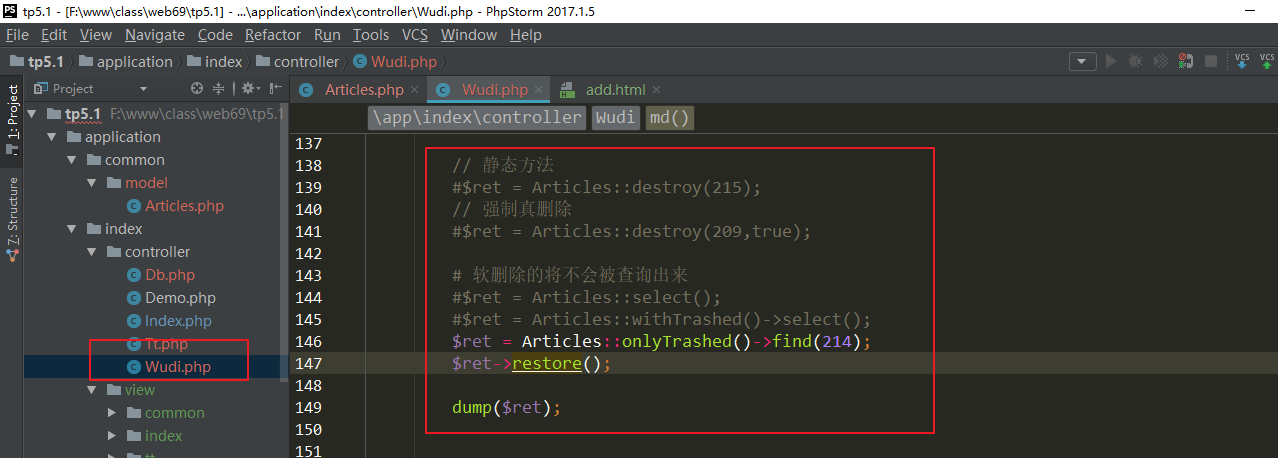 tp5.1 - [F:\www\class\web69\tp5.1] - ...\application\index\controller\Wudi.php - PhpStorm 2017.1.5
File Edit View Navigate Code Refactor Run Tools VCS Window Help
tp5.1 application index controller Wudi.php
VCS VCS
1: Project
7: Structure
Project
tp5.1 F:\www\class\web69\tp5.1
application
common
model
Articles.php
index
controller
Db.php
Demo.php
Index.php
Tt.php
Wudi.php
view
common
index
tt
Articles.php Wudi.php add.html
\app\index\controller Wudi md()
137
138 // 静态方法
139 #$ret = Articles::destroy(215);
140 // 强制真删除
141 #$ret = Articles::destroy(209,true);
142
143 # 软删除的将不会被查询出来
144 #$ret = Articles::select();
145 #$ret = Articles::withTrashed()->select();
146 $ret = Articles::onlyTrashed()->find(214);
147 $ret->restore();
148
149 dump($ret);
150
151